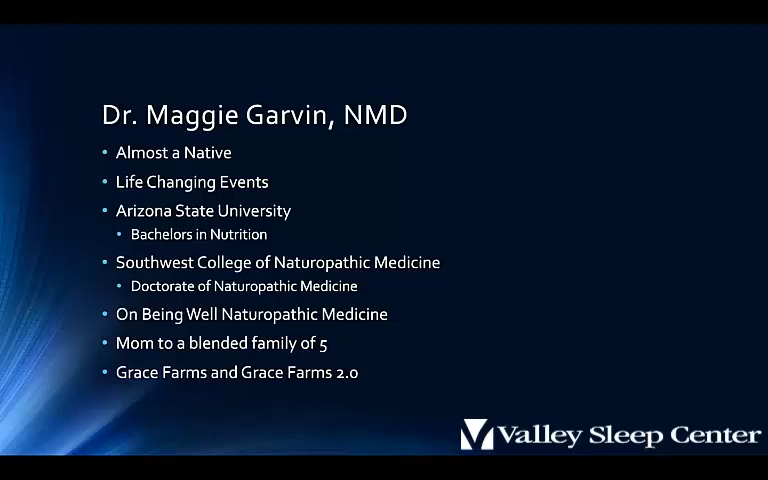 Dr. Maggie Garvin, NMD
• Almost a Native
• Life Changing Events
• Arizona State University
• Bachelors in Nutrition
• Southwest College of Naturopathic Medicine
• Doctorate of Naturopathic Medicine
• On Being Well Naturopathic Medicine
• Mom to a blended family of 5
• Grace Farms and Grace Farms 2.0
Valley Sleep Center